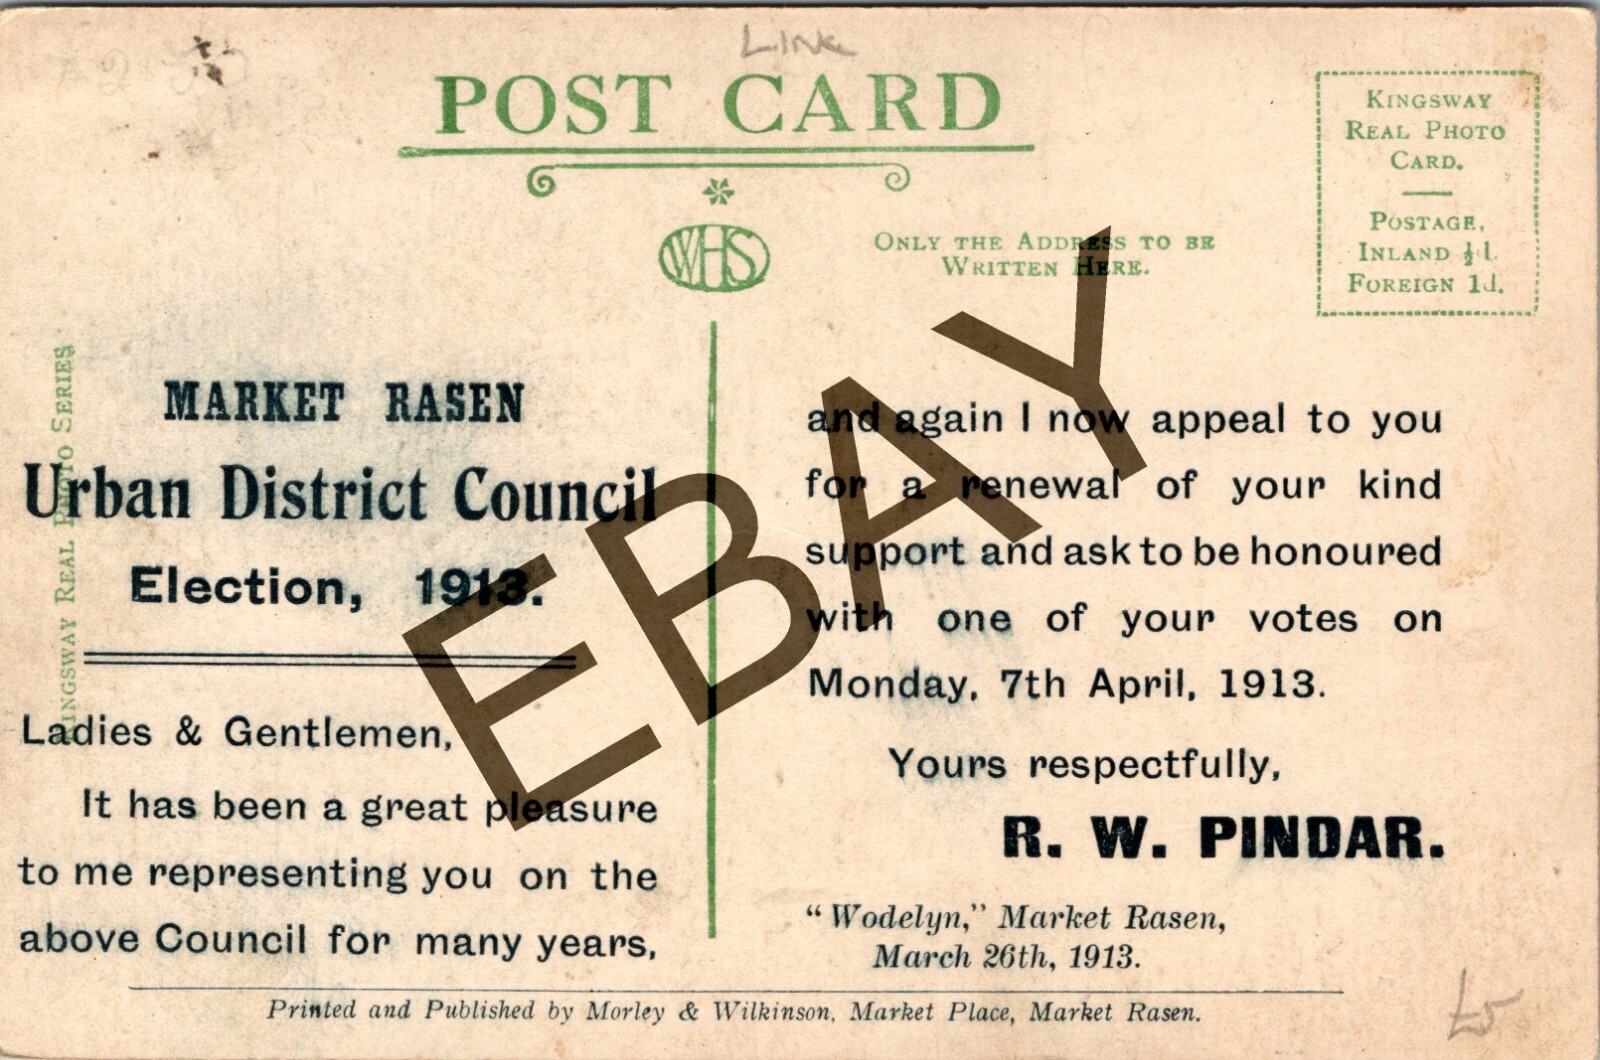 Link
POST CARD
WHS
ONLY THE ADDRESS TO BE
WRITTEN HERE.
KINGSWAY
REAL PHOTO
CARD.
POSTAGE,
INLAND ½d.
FOREIGN 1d.
KINGSWAY REAL PHOTO SERIES
MARKET RASEN
Urban District Council
Election, 1913.
Ladies & Gentlemen,
It has been a great pleasure
to me representing you on the
above Council for many years,
and again I now appeal to you
for a renewal of your kind
support and ask to be honoured
with one of your votes on
Monday, 7th April, 1913.
Yours respectfully,
R. W. PINDAR.
"Wodelyn," Market Rasen,
March 26th, 1913.
Printed and Published by Morley & Wilkinson, Market Place, Market Rasen.
£5
EBAY